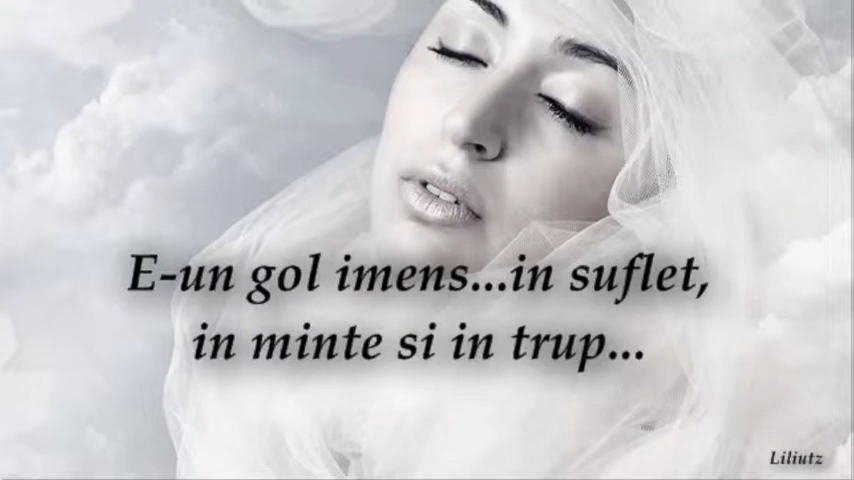 E-un gol imens...in suflet,
in minte si in trup...
Liliutz